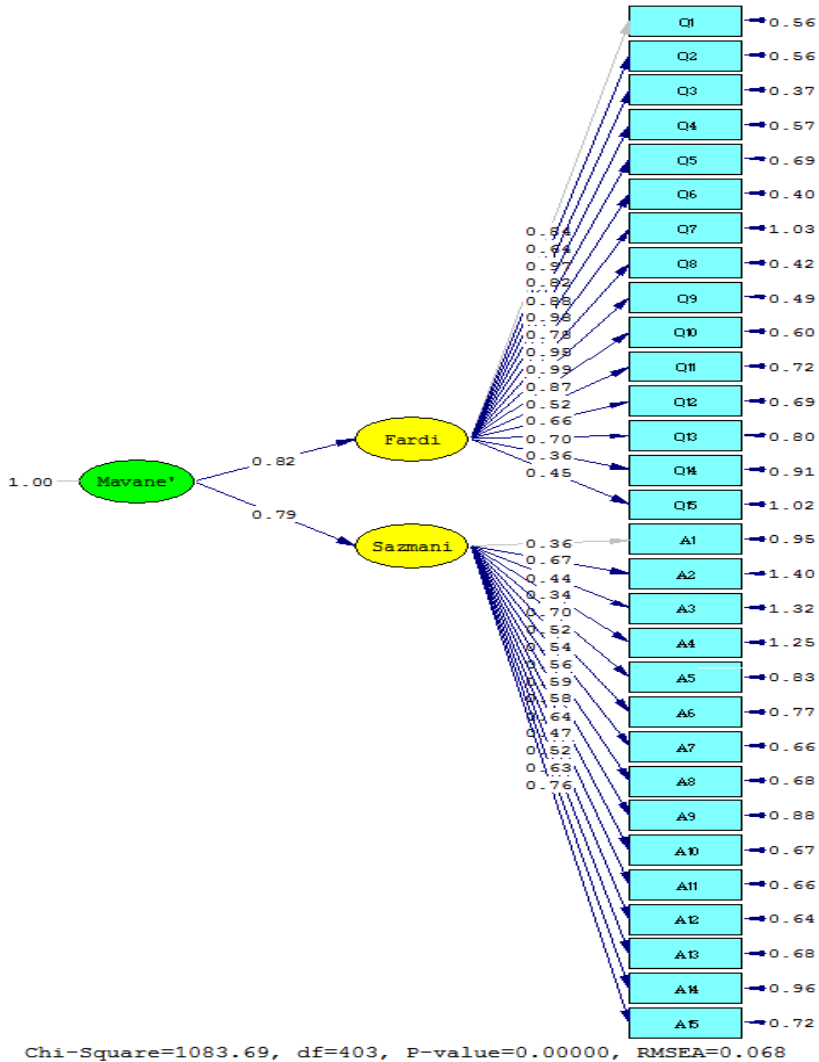 1.00
Mavane'
0.82
0.79
Fardi
Sazmani
0.84
0.64
0.97
0.82
0.88
0.98
0.78
0.98
0.99
0.87
0.52
0.66
0.70
0.36
0.45
0.36
0.67
0.44
0.34
0.70
0.52
0.54
0.56
0.59
0.58
0.64
0.47
0.52
0.63
0.76
Q1 0.56
Q2 0.56
Q3 0.37
Q4 0.57
Q5 0.69
Q6 0.40
Q7 1.03
Q8 0.42
Q9 0.49
Q10 0.60
Q11 0.72
Q12 0.69
Q13 0.80
Q14 0.91
Q15 1.02
A1 0.95
A2 1.40
A3 1.32
A4 1.25
A5 0.83
A6 0.77
A7 0.66
A8 0.68
A9 0.88
A10 0.67
A11 0.66
A12 0.64
A13 0.68
A14 0.96
A15 0.72
Chi-Square=1083.69, df=403, P-value=0.00000, RMSEA=0.068